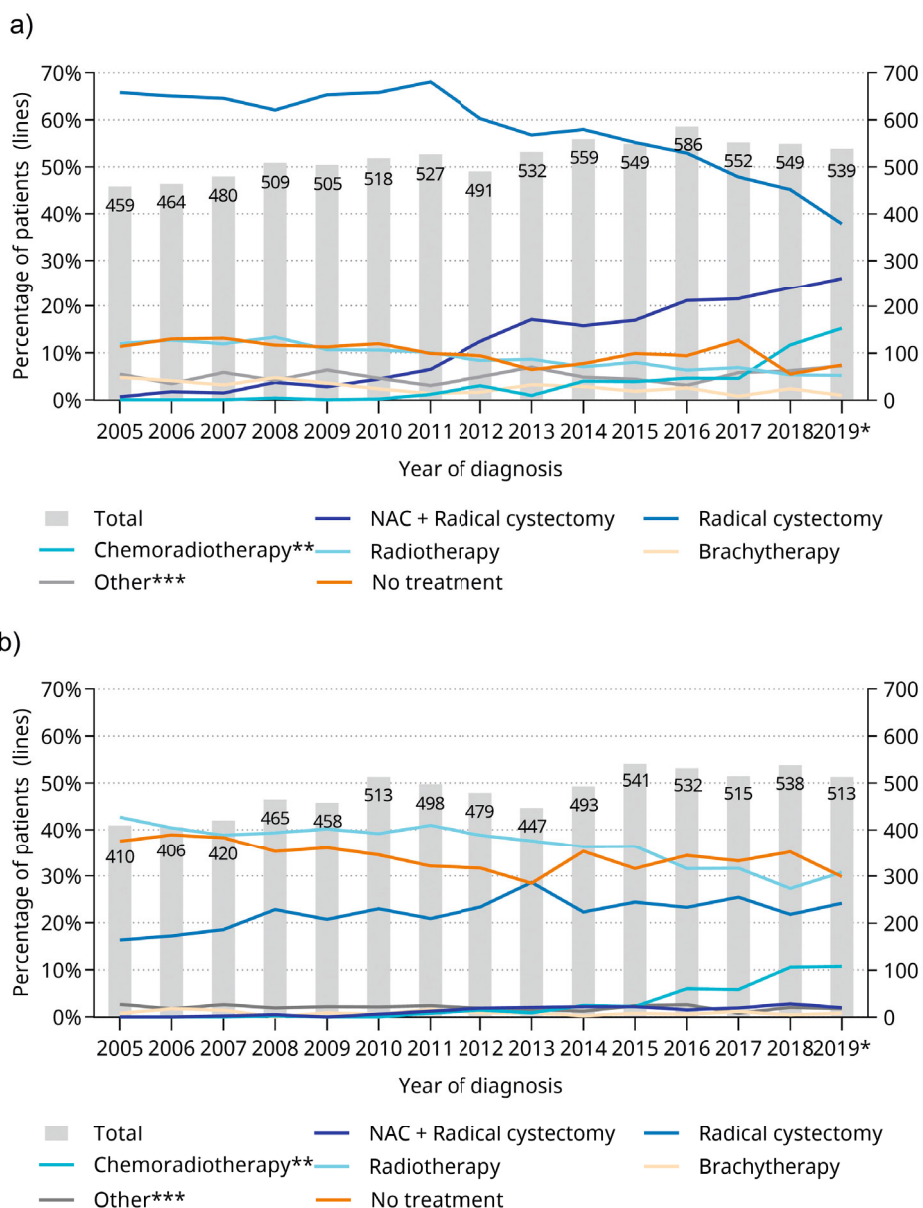 a)
Percentage of patients (lines)
70% 700
60% 600
50% 500
40% 400
30% 300
20% 200
10% 100
0% 0
459 464 480 509 505 518 527 491 532 559 549 586 552 549 539
2005 2006 2007 2008 2009 2010 2011 2012 2013 2014 2015 2016 2017 2018 2019*
Year of diagnosis
Total NAC + Radical cystectomy Radical cystectomy
Chemoradiotherapy** Radiotherapy Brachytherapy
Other*** No treatment
b)
Percentage of patients (lines)
70% 700
60% 600
50% 500
40% 400
30% 300
20% 200
10% 100
0% 0
410 406 420 465 458 513 498 479 447 493 541 532 515 538 513
2005 2006 2007 2008 2009 2010 2011 2012 2013 2014 2015 2016 2017 2018 2019*
Year of diagnosis
Total NAC + Radical cystectomy Radical cystectomy
Chemoradiotherapy** Radiotherapy Brachytherapy
Other*** No treatment